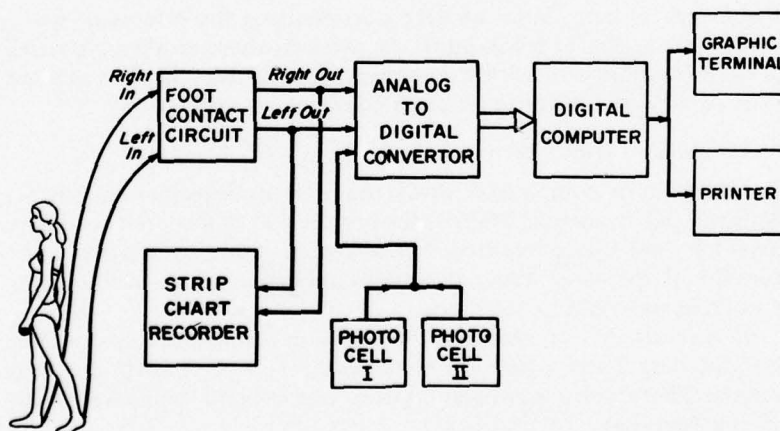 Right
In
Left
In
FOOT
CONTACT
CIRCUIT
Right Out
Left Out
ANALOG
TO
DIGITAL
CONVERTOR
DIGITAL
COMPUTER
GRAPHIC
TERMINAL
PRINTER
STRIP
CHART
RECORDER
PHOTO
CELL
I
PHOTO
CELL
II